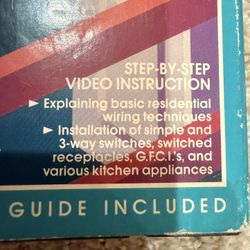 STEP-BY-STEP
VIDEO INSTRUCTION
► Explaining basic residential
wiring techniques
► Installation of simple and
3-way switches, switched
receptacles, G.F.C.I.'s, and
various kitchen appliances
GUIDE INCLUDED